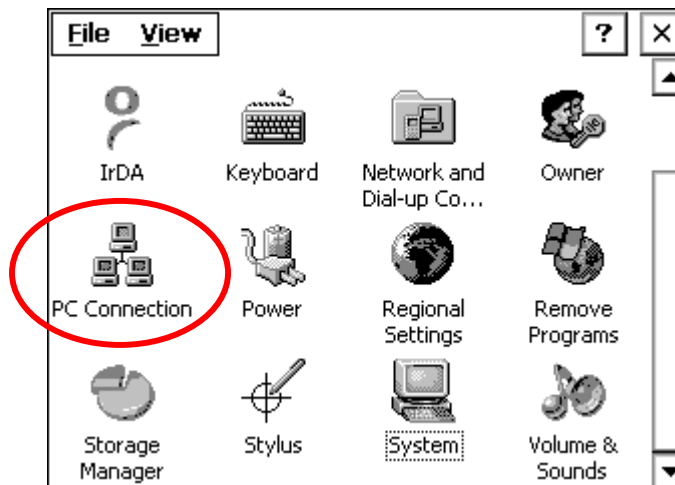 File View ? ×
IrDA Keyboard Network and Dial-up Co... Owner
PC Connection Power Regional Settings Remove Programs
Storage Manager Stylus System Volume & Sounds